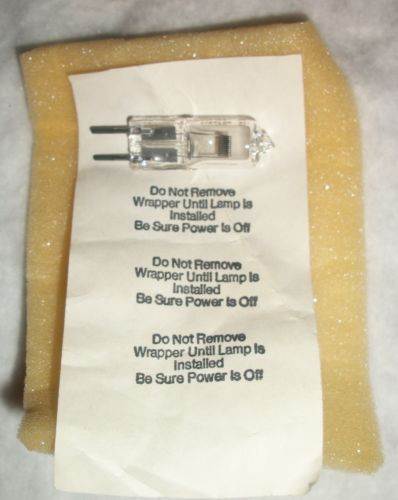 Do Not Remove
Wrapper Until Lamp Is
Installed
Be Sure Power Is Off
Do Not Remove
Wrapper Until Lamp Is
Installed
Be Sure Power Is Off
Do Not Remove
Wrapper Until Lamp Is
Installed
Be Sure Power Is Off